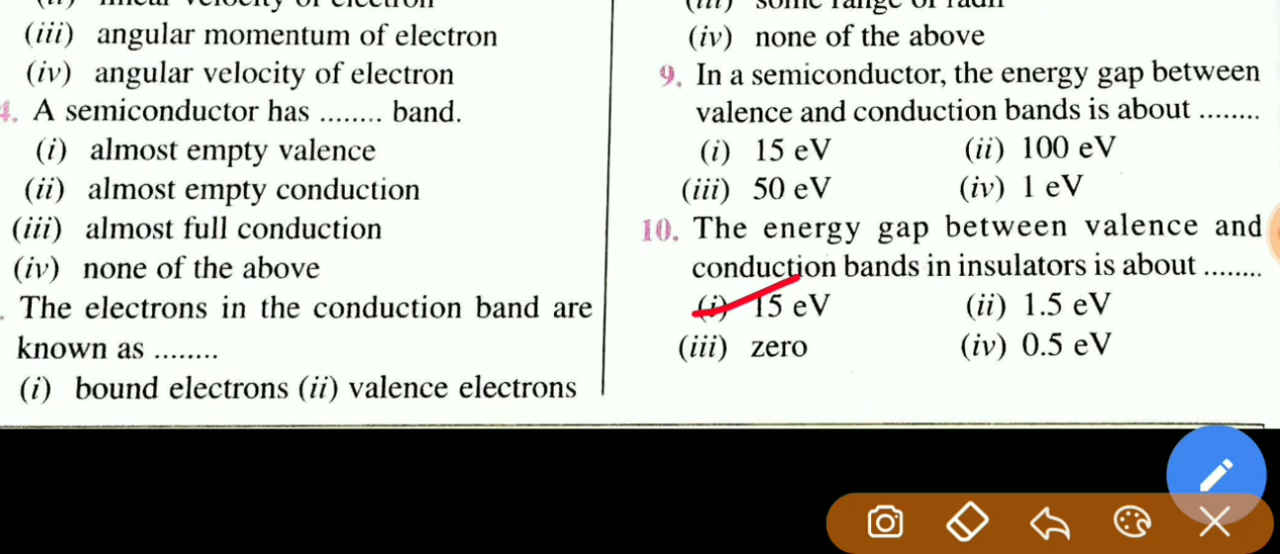 (iii) angular momentum of electron
(iv) angular velocity of electron
4. A semiconductor has ........ band.
(i) almost empty valence
(ii) almost empty conduction
(iii) almost full conduction
(iv) none of the above
. The electrons in the conduction band are
known as ........
(i) bound electrons (ii) valence electrons
(iv) none of the above
9. In a semiconductor, the energy gap between
valence and conduction bands is about ........
(i) 15 eV (ii) 100 eV
(iii) 50 eV (iv) 1 eV
10. The energy gap between valence and
conduction bands in insulators is about ........
(i) 15 eV (ii) 1.5 eV
(iii) zero (iv) 0.5 eV